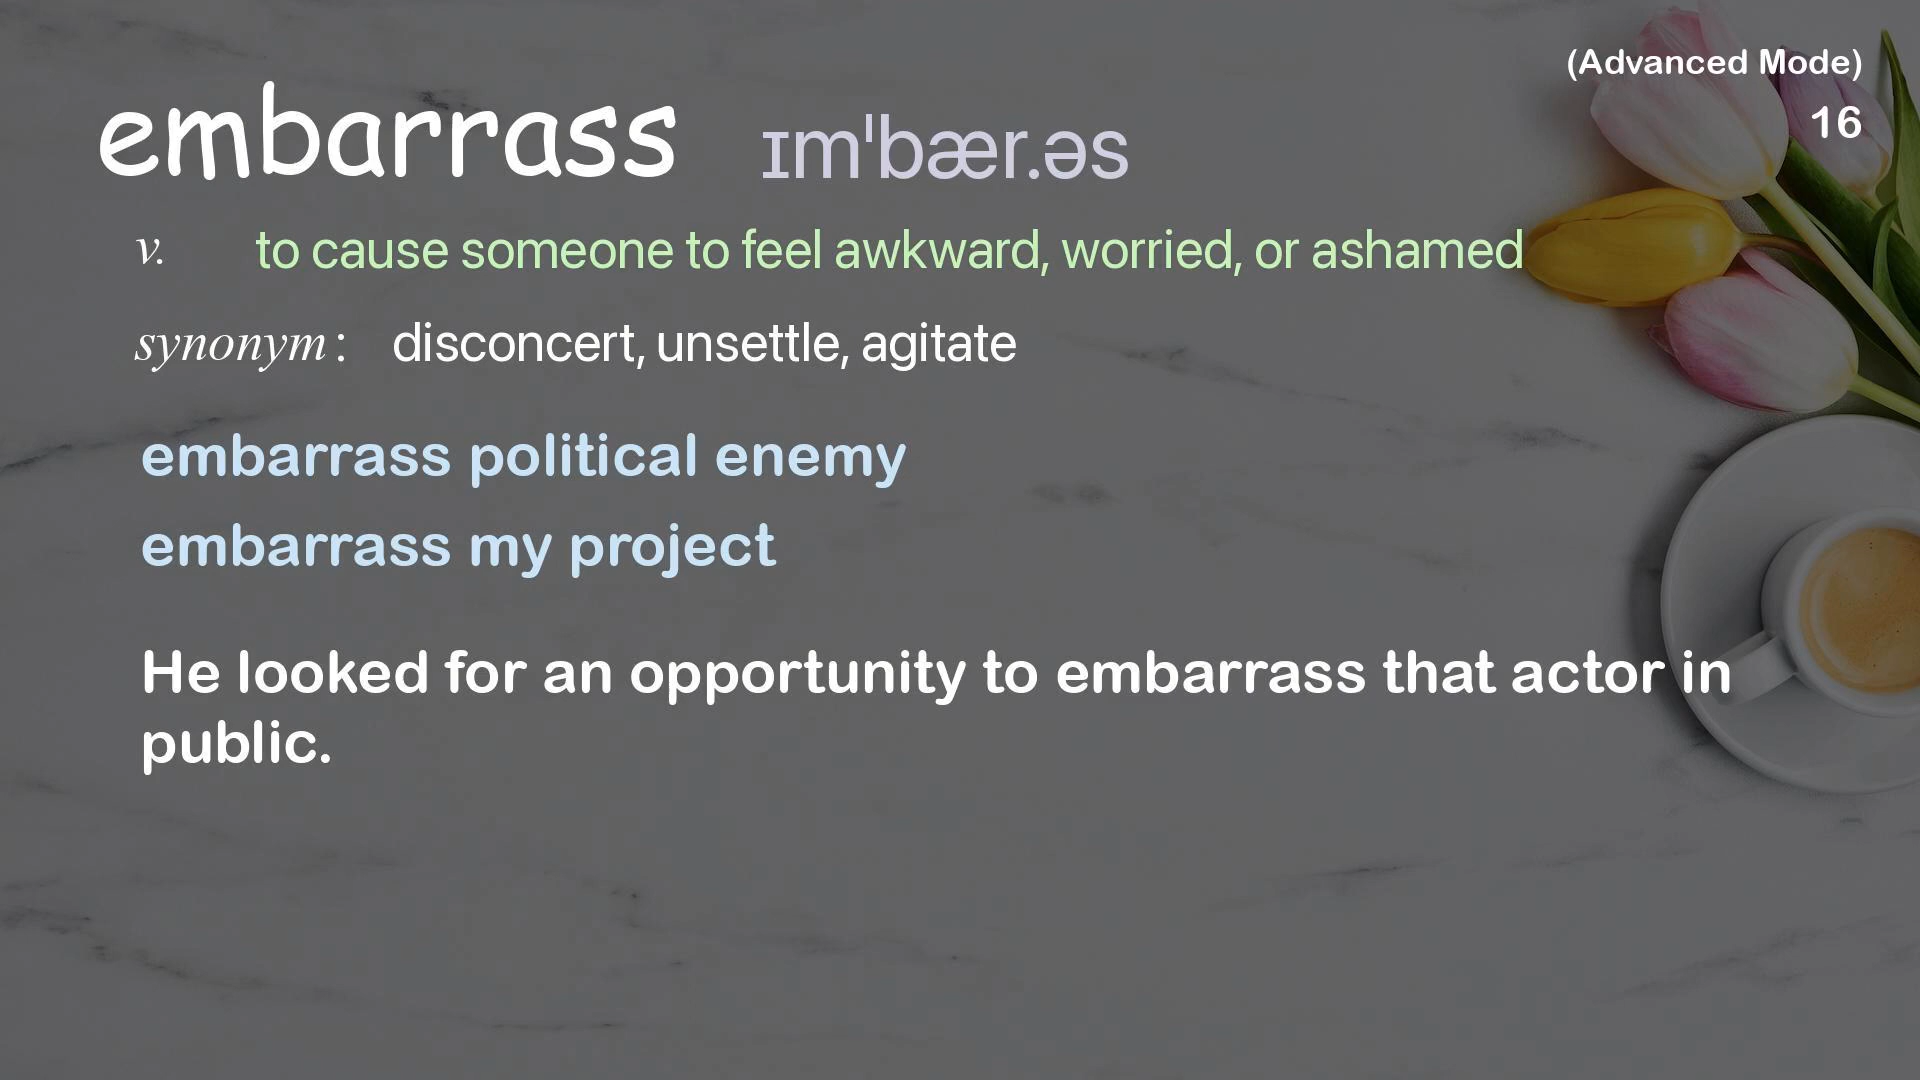 (Advanced Mode)
16
embarrass ɪmˈbær.əs
v. to cause someone to feel awkward, worried, or ashamed
synonym : disconcert, unsettle, agitate
embarrass political enemy
embarrass my project
He looked for an opportunity to embarrass that actor in
public.